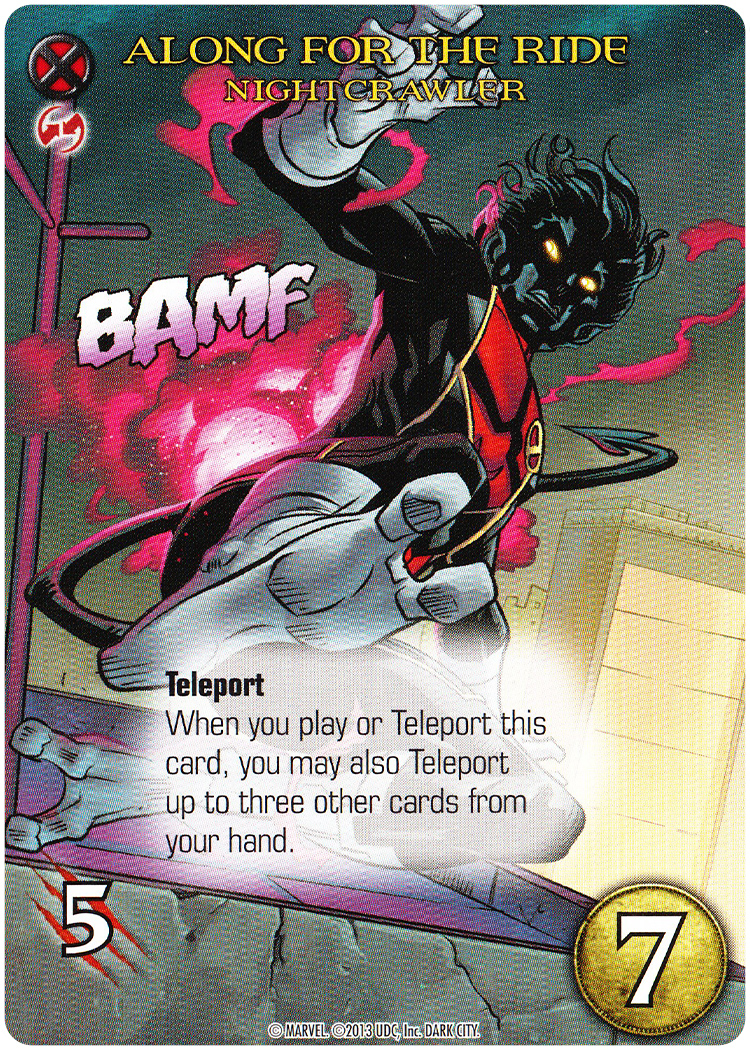 ALONG FOR THE RIDE
NIGHTCRAWLER
BAMF
Teleport
When you play or Teleport this
card, you may also Teleport
up to three other cards from
your hand.
5
7
© MARVEL. ©2013 UDC, Inc. DARK CITY.